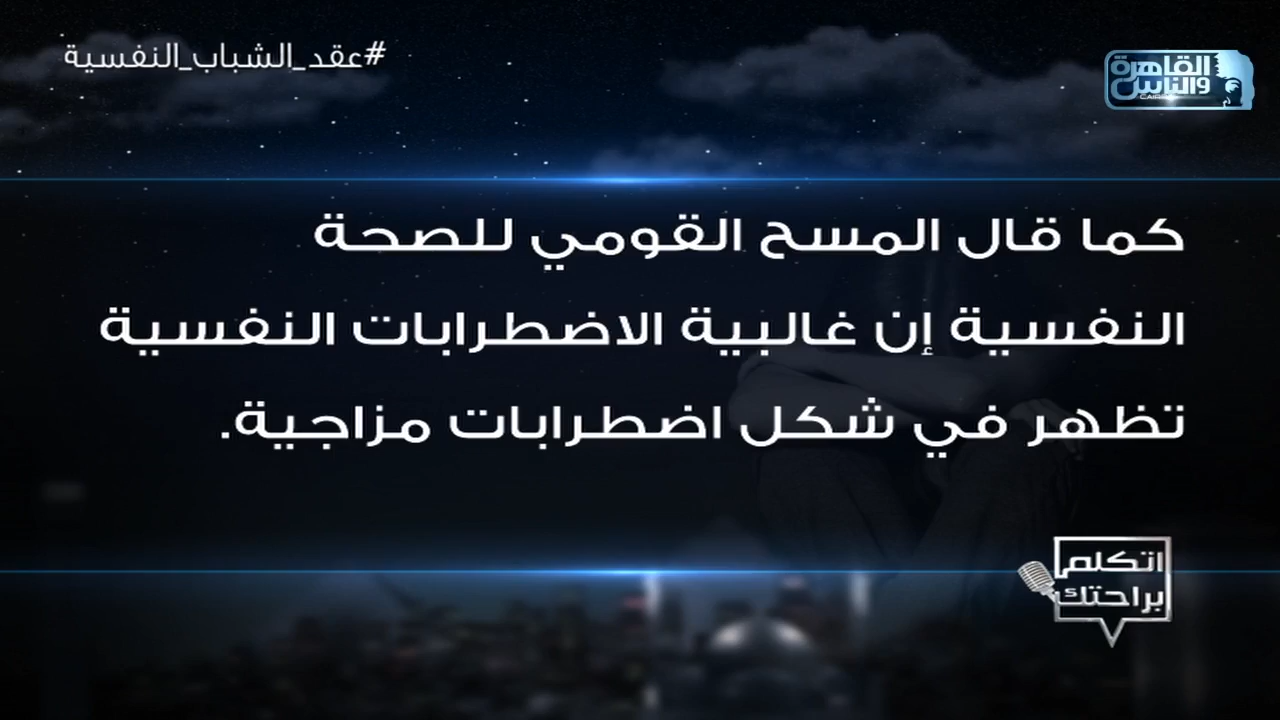 #عقد_الشباب_النفسية
القاهرة
والناس
CAIRO
كما قال المسح القومي للصحة
النفسية إن غالبية الاضطرابات النفسية
تظهر في شكل اضطرابات مزاجية.
اتكلم
براحتك